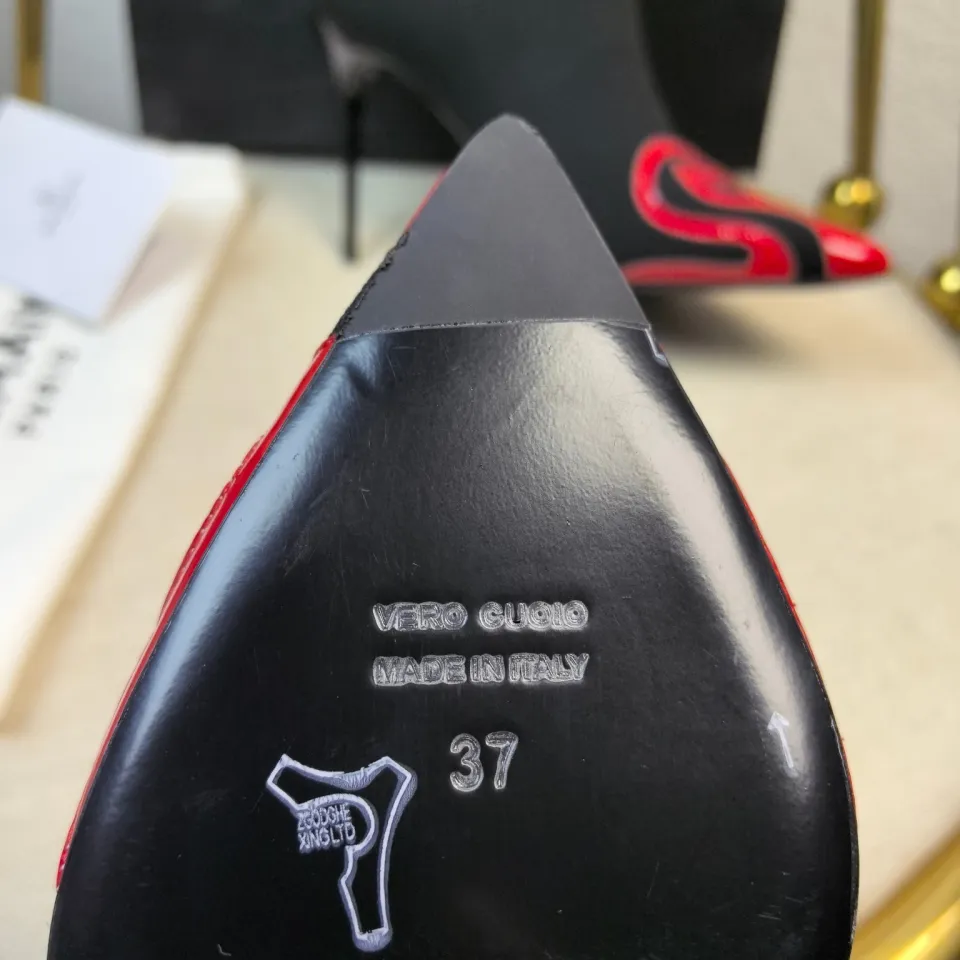 VERO CUOIO
MADE IN ITALY
37
ZGODGHE
XINGLTD